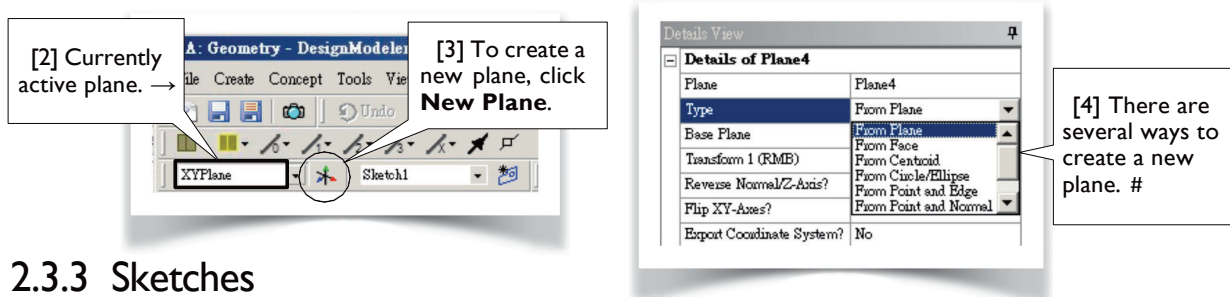 [2] Currently
active plane. →
A: Geometry - DesignModeler
File Create Concept Tools
Undo
XYPlane
Sketch1
[3] To create a
new plane, click
New Plane.
Details View
Details of Plane4
Plane Plane4
Type From Plane
Base Plane From Plane
From Face
Transform 1 (RMB) From Centroid
From Circle/Ellipse
Reverse Normal/Z-Axis? From Point and Edge
Flip XY-Axes? From Point and Normal
Export Coordinate System? No
[4] There are
several ways to
create a new
plane. #
2.3.3 Sketches